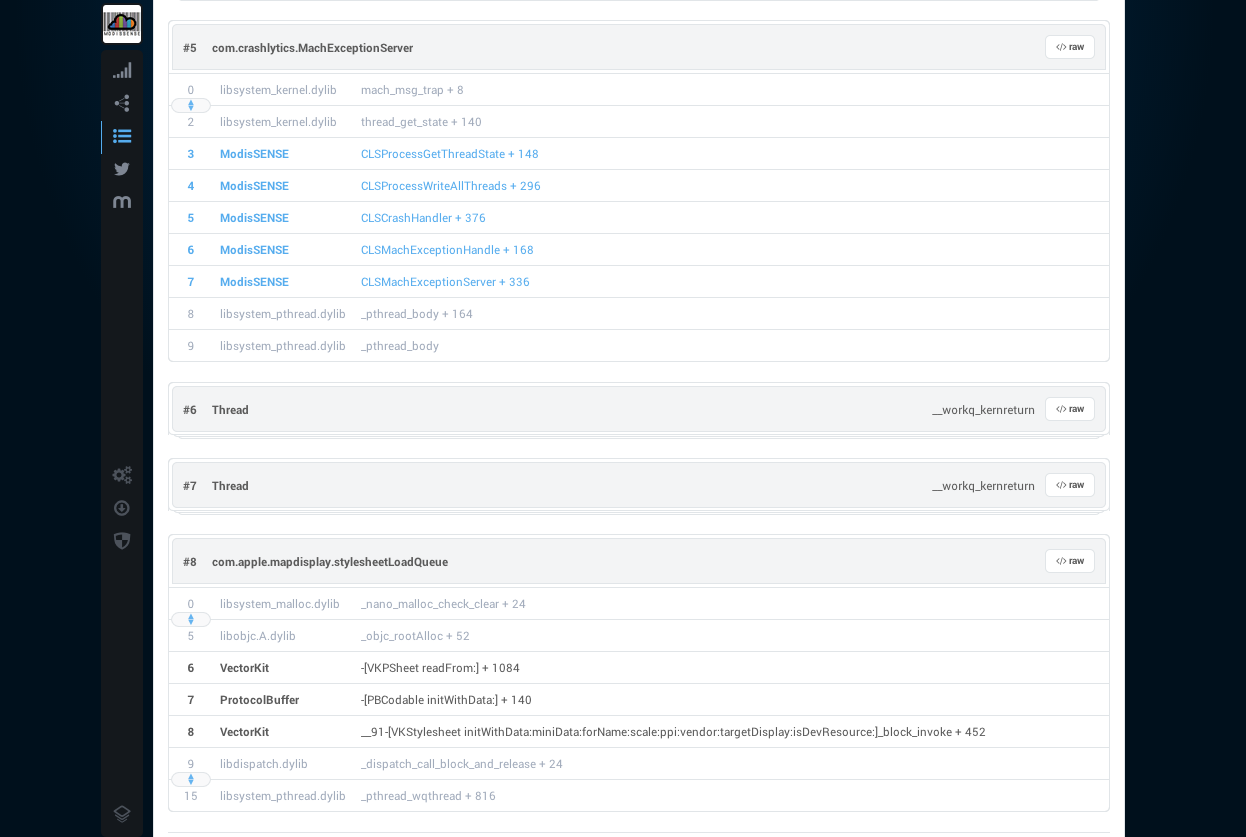 MODISSENSE
#5 com.crashlytics.MachExceptionServer </> raw
0 libsystem_kernel.dylib mach_msg_trap + 8
2 libsystem_kernel.dylib thread_get_state + 140
3 ModisSENSE CLSProcessGetThreadState + 148
4 ModisSENSE CLSProcessWriteAllThreads + 296
5 ModisSENSE CLSCrashHandler + 376
6 ModisSENSE CLSMachExceptionHandle + 168
7 ModisSENSE CLSMachExceptionServer + 336
8 libsystem_pthread.dylib _pthread_body + 164
9 libsystem_pthread.dylib _pthread_body
#6 Thread __workq_kernreturn </> raw
#7 Thread __workq_kernreturn </> raw
#8 com.apple.mapdisplay.stylesheetLoadQueue </> raw
0 libsystem_malloc.dylib _nano_malloc_check_clear + 24
5 libobjc.A.dylib _objc_rootAlloc + 52
6 VectorKit -[VKPSheet readFrom:] + 1084
7 ProtocolBuffer -[PBCodable initWithData:] + 140
8 VectorKit __91-[VKStylesheet initWithData:miniData:forName:scale:ppi:vendor:targetDisplay:isDevResource:]_block_invoke + 452
9 libdispatch.dylib _dispatch_call_block_and_release + 24
15 libsystem_pthread.dylib _pthread_wqthread + 816